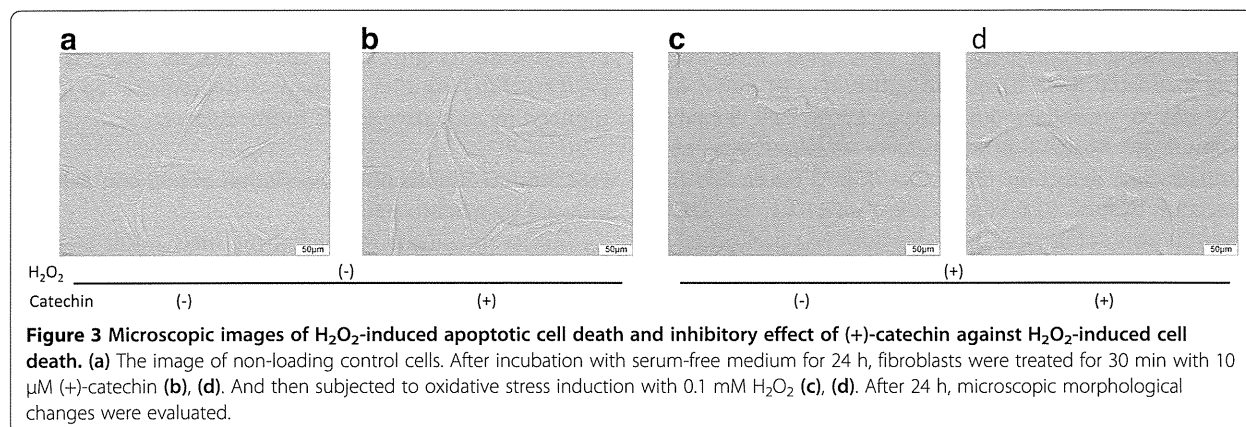 a b c d
50µm 50µm 50µm 50µm
H₂O₂ (-) (+)
Catechin (-) (+) (-) (+)
Figure 3 Microscopic images of H₂O₂-induced apoptotic cell death and inhibitory effect of (+)-catechin against H₂O₂-induced cell
death. (a) The image of non-loading control cells. After incubation with serum-free medium for 24 h, fibroblasts were treated for 30 min with 10
µM (+)-catechin (b), (d). And then subjected to oxidative stress induction with 0.1 mM H₂O₂ (c), (d). After 24 h, microscopic morphological
changes were evaluated.